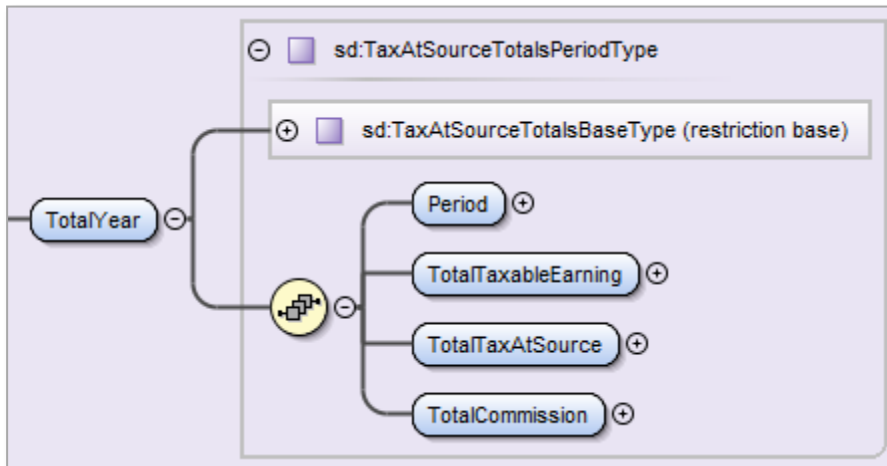 sd:TaxAtSourceTotalsPeriodType
sd:TaxAtSourceTotalsBaseType (restriction base)
TotalYear
Period
TotalTaxableEarning
TotalTaxAtSource
TotalCommission